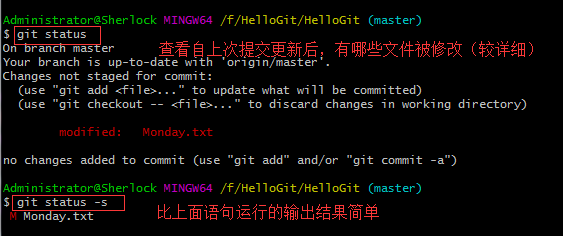 Administrator@Sherlock MINGW64 /f/HelloGit/HelloGit (master)
$ git status
On branch master 查看自上次提交更新后，有哪些文件被修改（较详细）
Your branch is up-to-date with 'origin/master'.
Changes not staged for commit:
(use "git add <file>..." to update what will be committed)
(use "git checkout -- <file>..." to discard changes in working directory)
modified: Monday.txt
no changes added to commit (use "git add" and/or "git commit -a")
Administrator@Sherlock MINGW64 /f/HelloGit/HelloGit (master)
$ git status -s
比上面语句运行的输出结果简单
M Monday.txt